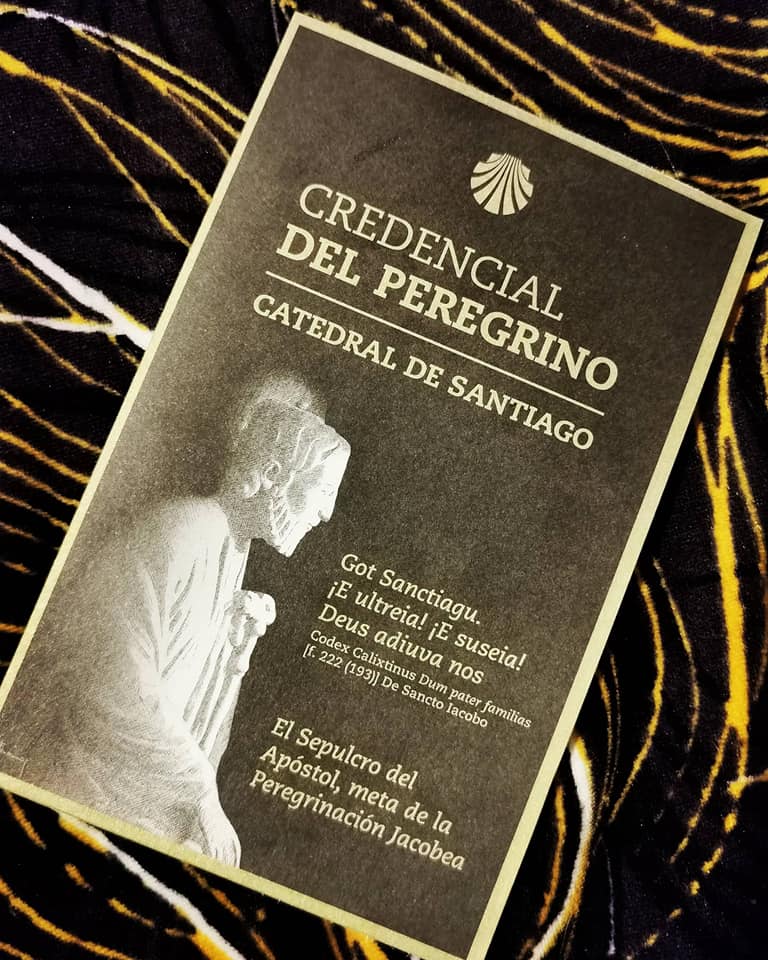 CREDENCIAL
DEL PEREGRINO
CATEDRAL DE SANTIAGO
Got Sanctiagu.
¡E ultreia! ¡E suseia!
Deus adiuva nos
Codex Calixtinus Dum pater familias
[f. 222 (193)] De Sancto Iacobo
El Sepulcro del
Apóstol, meta de la
Peregrinación Jacobea